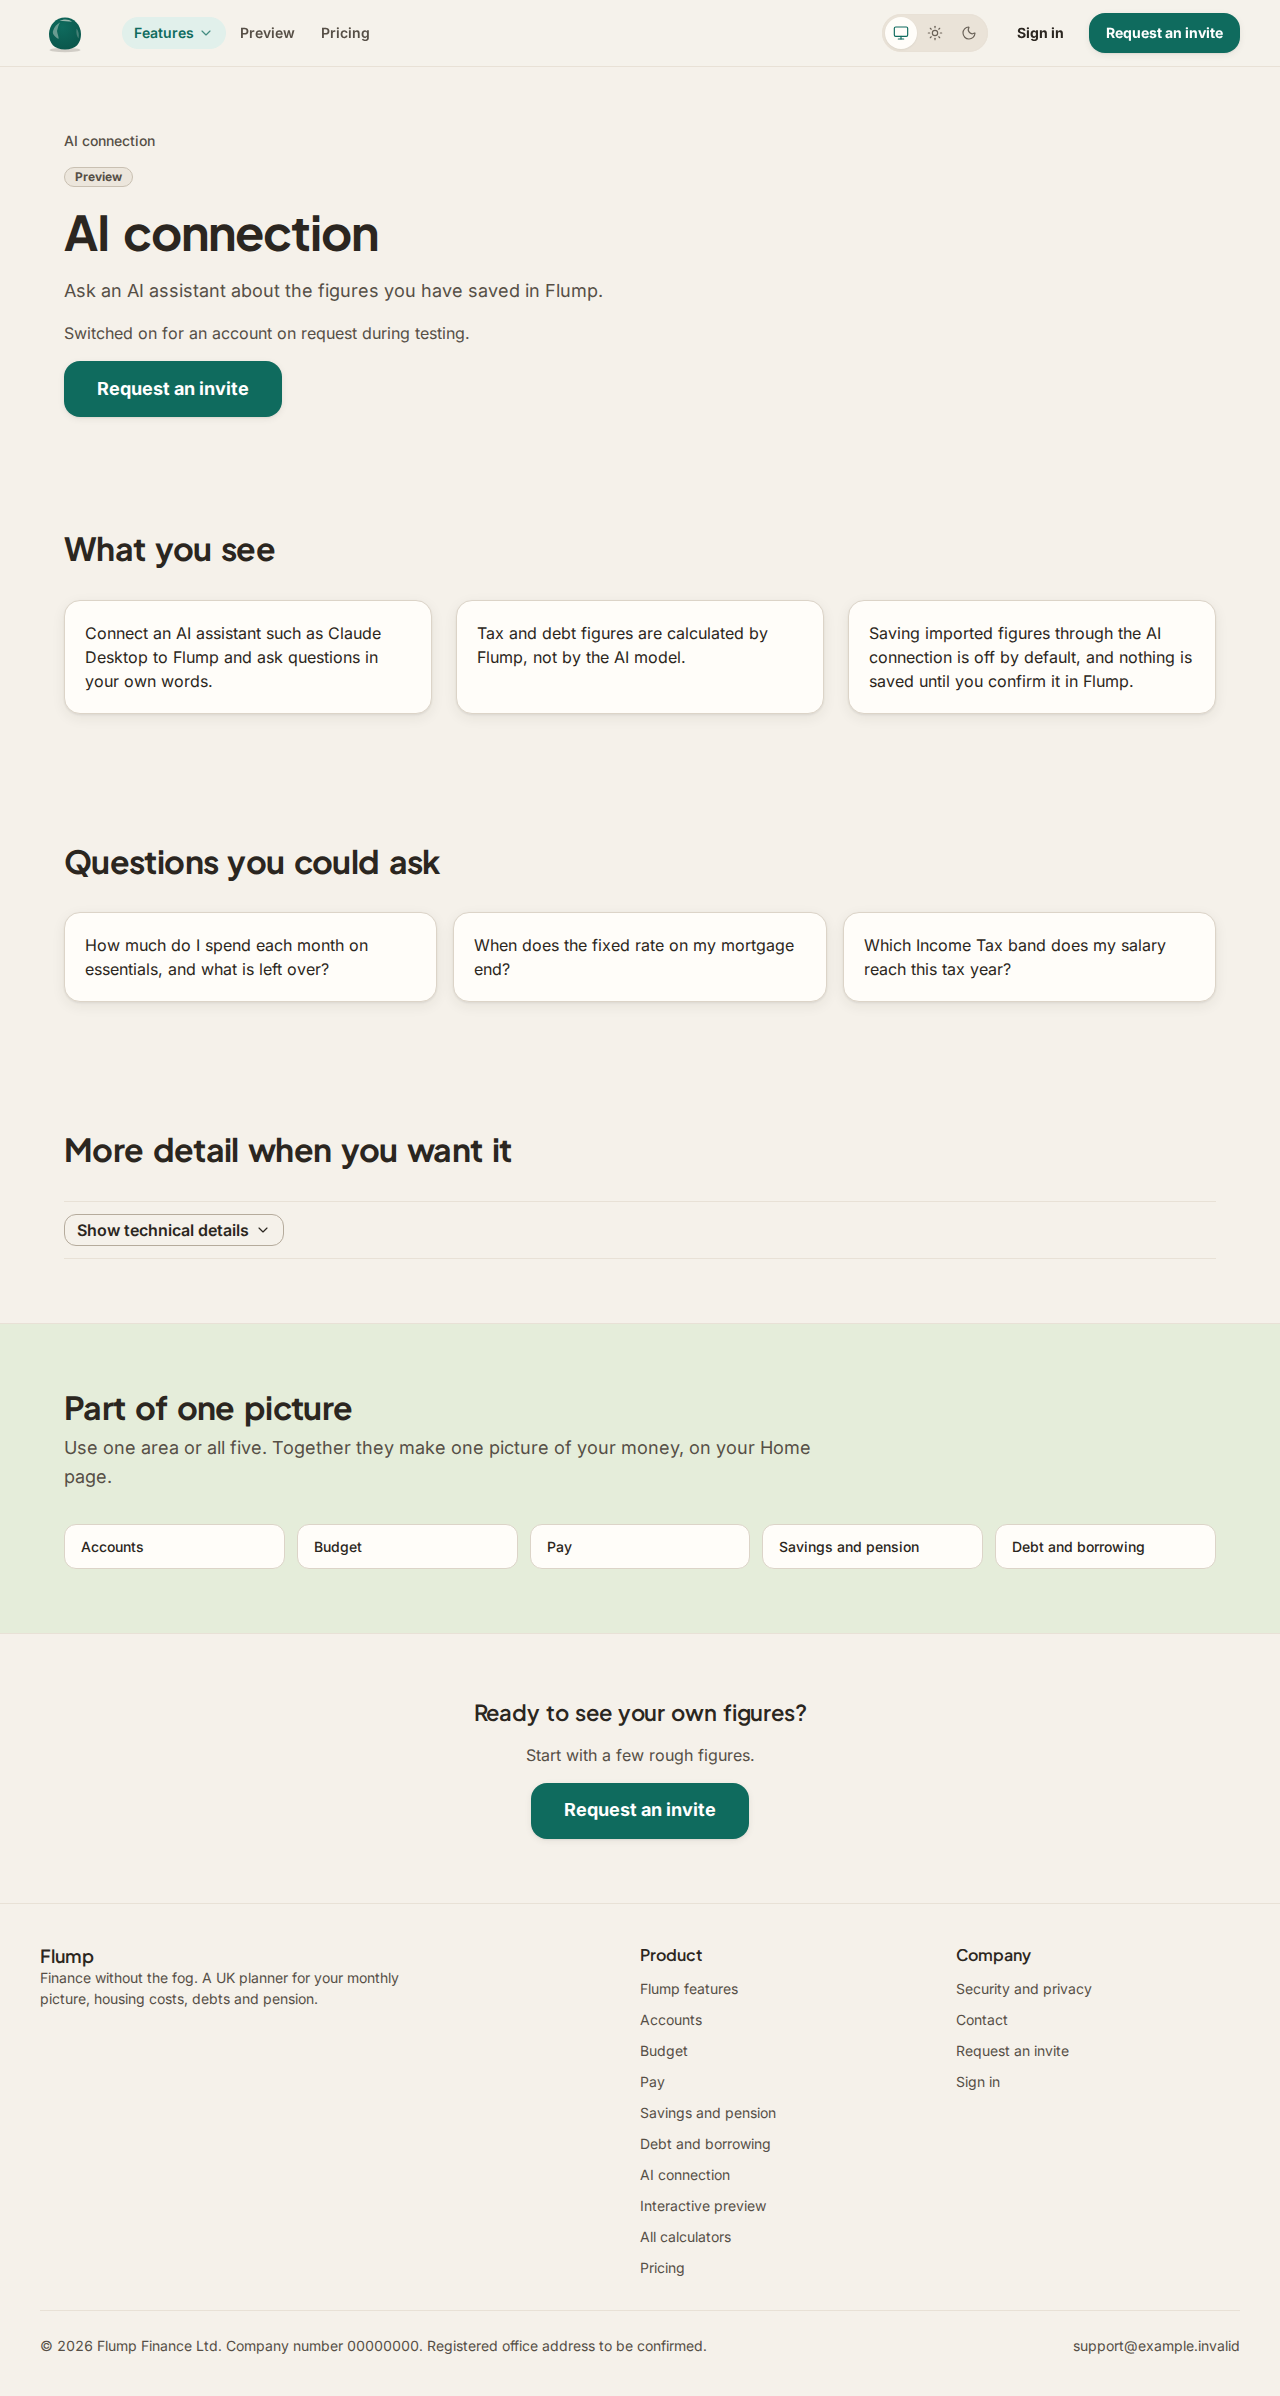 Features
Preview
Pricing
Sign in
Request an invite
AI connection
Preview
AI connection
Ask an AI assistant about the figures you have saved in Flump.
Switched on for an account on request during testing.
Request an invite
What you see
Connect an AI assistant such as Claude
Desktop to Flump and ask questions in
your own words.
Tax and debt figures are calculated by
Flump, not by the AI model.
Saving imported figures through the AI
connection is off by default, and nothing is
saved until you confirm it in Flump.
Questions you could ask
How much do I spend each month on
essentials, and what is left over?
When does the fixed rate on my mortgage
end?
Which Income Tax band does my salary
reach this tax year?
More detail when you want it
Show technical details
Part of one picture
Use one area or all five. Together they make one picture of your money, on your Home
page.
Accounts
Budget
Pay
Savings and pension
Debt and borrowing
Ready to see your own figures?
Start with a few rough figures.
Request an invite
Flump
Finance without the fog. A UK planner for your monthly
picture, housing costs, debts and pension.
Product
Flump features
Accounts
Budget
Pay
Savings and pension
Debt and borrowing
AI connection
Interactive preview
All calculators
Pricing
Company
Security and privacy
Contact
Request an invite
Sign in
© 2026 Flump Finance Ltd. Company number 00000000. Registered office address to be confirmed.
support@example.invalid